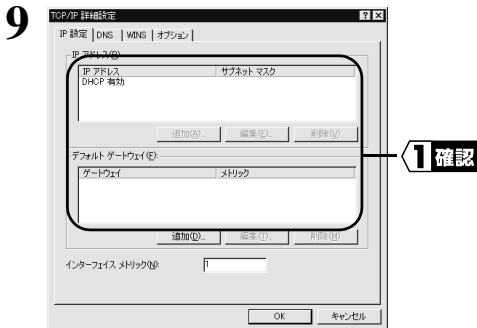 9
TCP/IP 詳細設定
IP 設定 DNS WINS オプション
IP アドレス(R)
IP アドレス サブネット マスク
DHCP 有効
追加(A)... 編集(E)... 削除(V)
デフォルト ゲートウェイ(F):
ゲートウェイ メトリック
1 確認
追加(D)... 編集(T)... 削除(M)
インターフェイス メトリック(N): 1
OK キャンセル